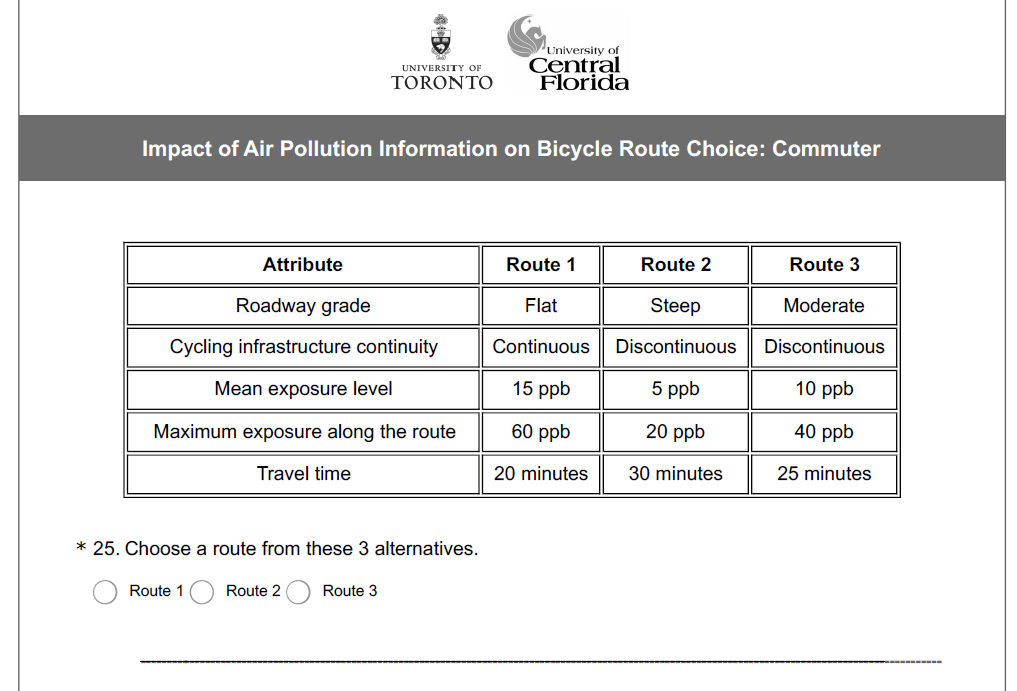 UNIVERSITY OF
TORONTO
University of
Central
Florida
Impact of Air Pollution Information on Bicycle Route Choice: Commuter
Attribute Route 1 Route 2 Route 3
Roadway grade Flat Steep Moderate
Cycling infrastructure continuity Continuous Discontinuous Discontinuous
Mean exposure level 15 ppb 5 ppb 10 ppb
Maximum exposure along the route 60 ppb 20 ppb 40 ppb
Travel time 20 minutes 30 minutes 25 minutes
* 25. Choose a route from these 3 alternatives.
Route 1 Route 2 Route 3